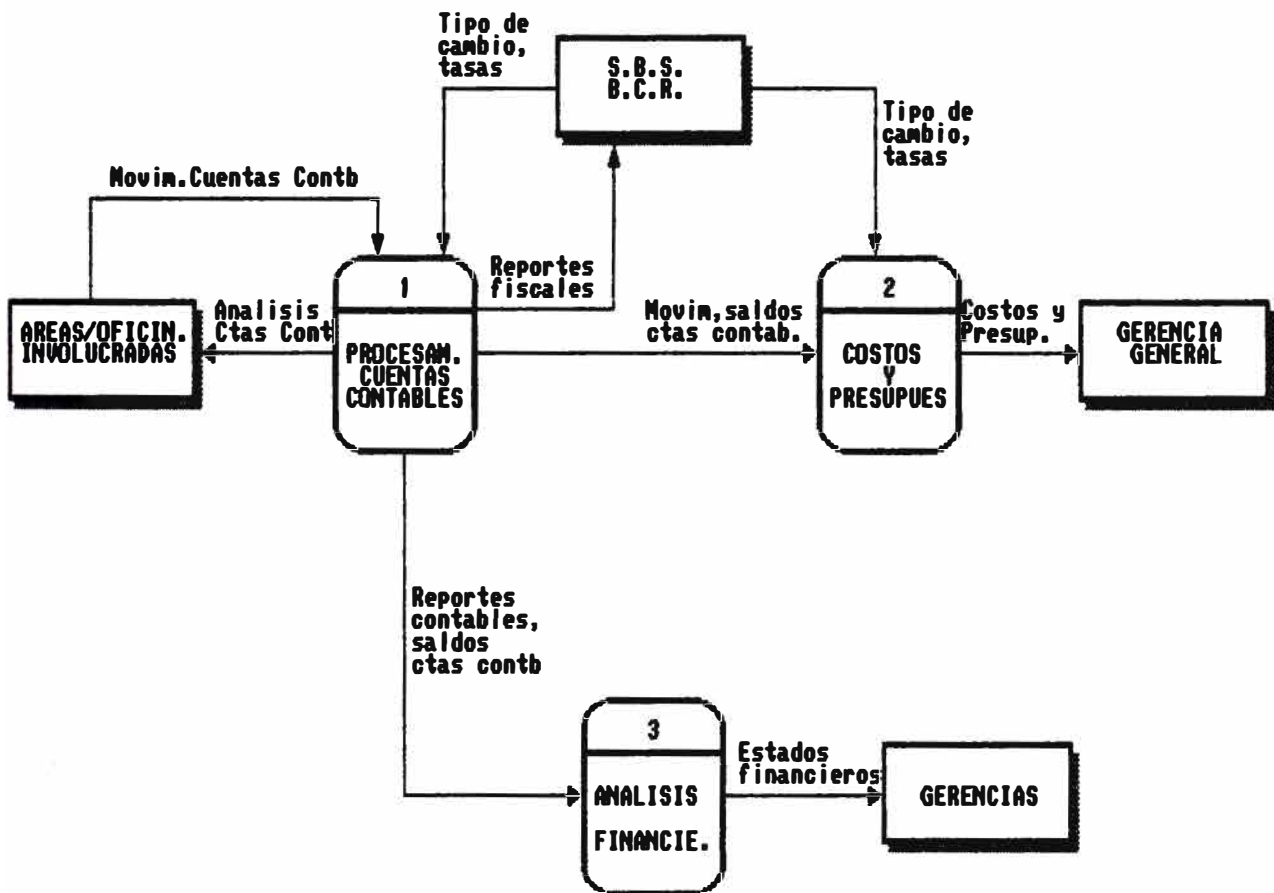 Tipo de
cambio,
tasas
S.B.S.
B.C.R.
Tipo de
cambio,
tasas
Movim.Cuentas Contb
1
PROCESAM.
CUENTAS
CONTABLES
Reportes
fiscales
2
COSTOS
Y
PRESUPUES
AREAS/OFICIN.
INVOLUCRADAS
Analisis
Ctas Cont
Movim,saldos
ctas contab.
Costos y
Presup.
GERENCIA
GENERAL
Reportes
contables,
saldos
ctas contb
3
ANALISIS
FINANCIE.
Estados
financieros
GERENCIAS